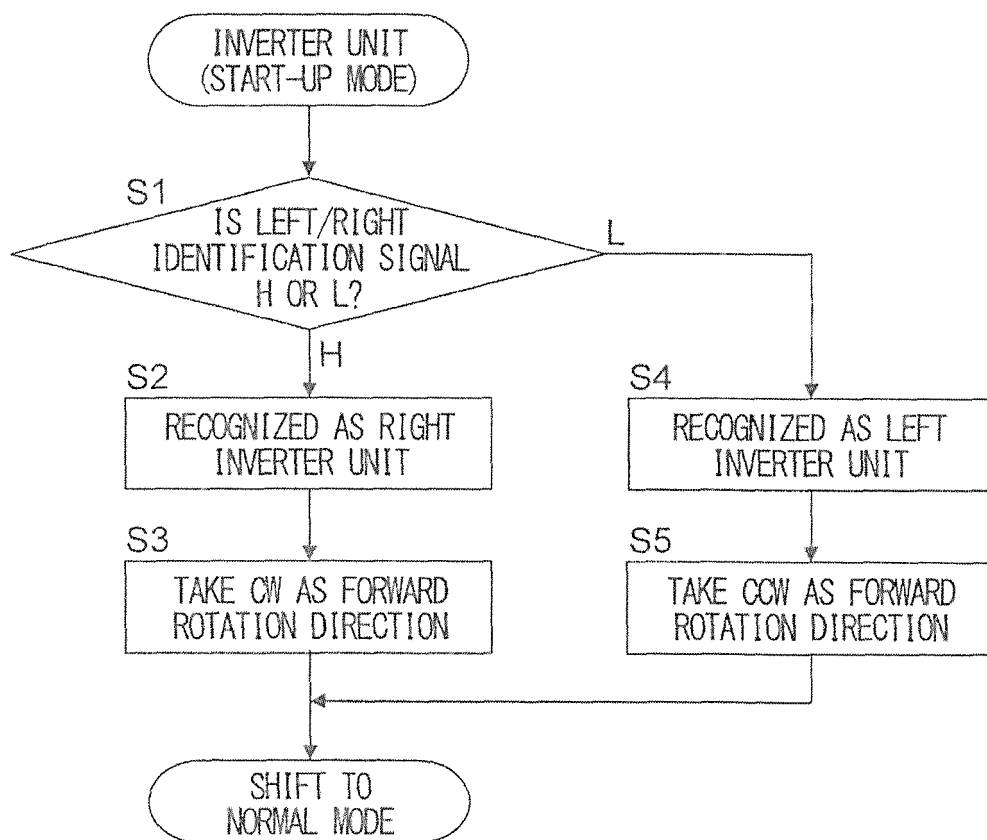 INVERTER UNIT
(START-UP MODE)
S1
IS LEFT/RIGHT
IDENTIFICATION SIGNAL
H OR L?
L
H
S2
RECOGNIZED AS RIGHT
INVERTER UNIT
S4
RECOGNIZED AS LEFT
INVERTER UNIT
S3
TAKE CW AS FORWARD
ROTATION DIRECTION
S5
TAKE CCW AS FORWARD
ROTATION DIRECTION
SHIFT TO
NORMAL MODE